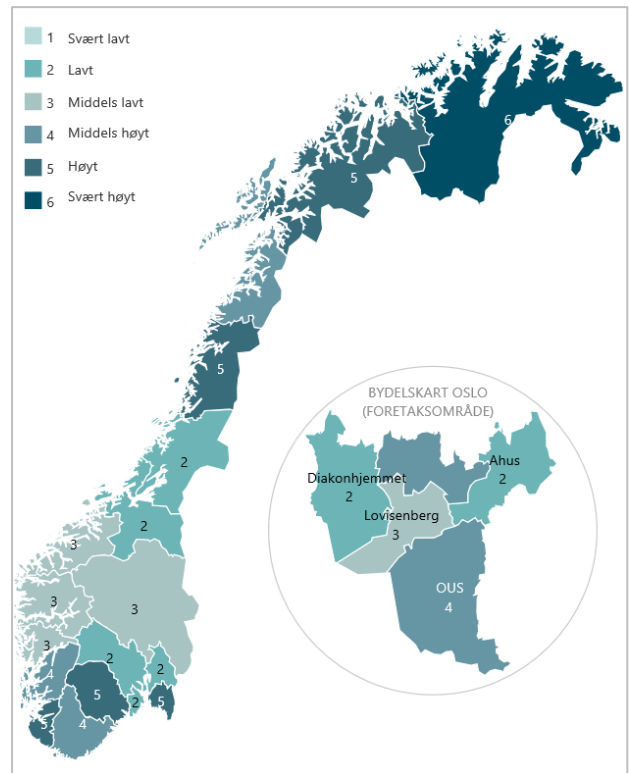 1 Svært lavt
2 Lavt
3 Middels lavt
4 Middels høyt
5 Høyt
6 Svært høyt
6
5
5
2
2
3
3
3
3
4
2
2
5
2
5
5
4
BYDELSKART OSLO
(FORETAKSOMRÅDE)
Diakonhjemmet
2
Ahus
2
Lovisenberg
3
OUS
4